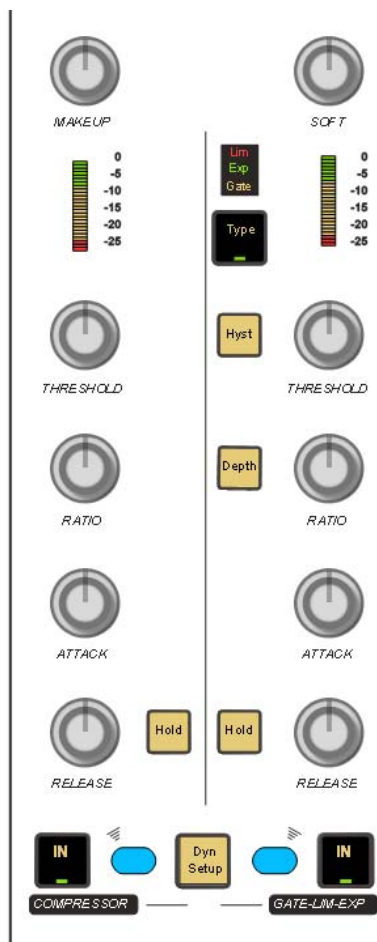 MAKEUP
SOFT
0
-5
-10
-15
-20
-25
Lim
Exp
Gate
Type
0
-5
-10
-15
-20
-25
THRESHOLD
Hyst
THRESHOLD
RATIO
Depth
RATIO
ATTACK
ATTACK
RELEASE
Hold
Hold
RELEASE
IN
Dyn
Setup
IN
COMPRESSOR
GATE-LIM-EXP